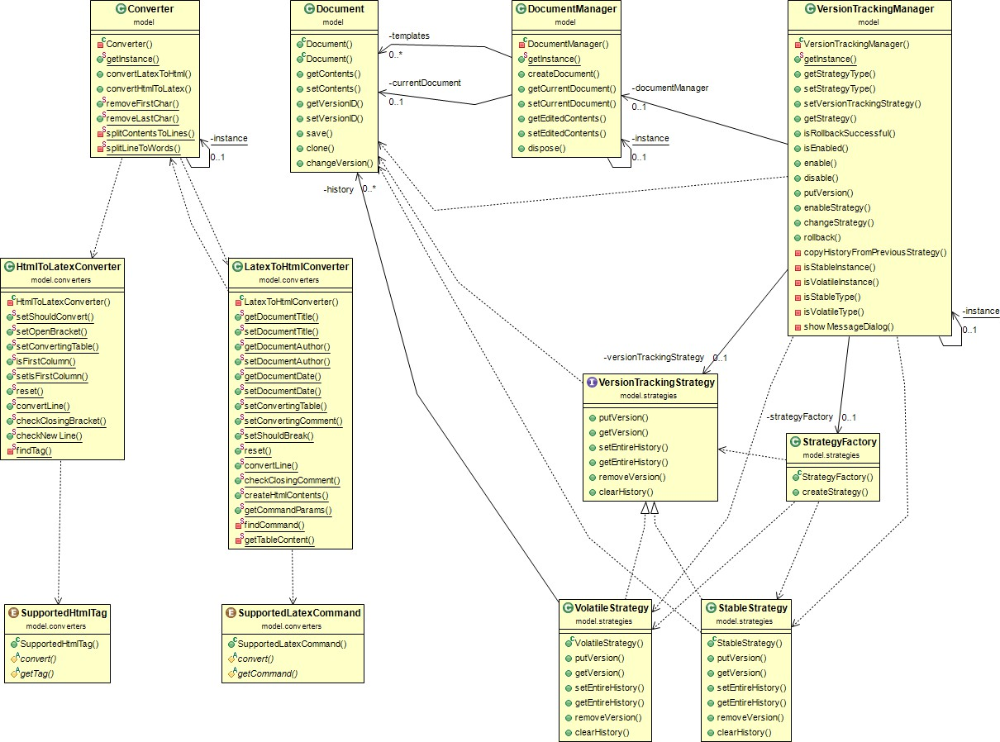 Converter
model
Converter()
getInstance()
convertLatexToHtml()
convertHtmlToLatex()
removeFirstChar()
removeLastChar()
splitContentsToLines()
splitLineToWords()
-instance
0..1
Document
model
Document()
Document()
getContents()
setContents()
getVersionID()
setVersionID()
save()
clone()
changeVersion()
-templates
0..*
-currentDocument
0..1
-history
0..*
DocumentManager
model
DocumentManager()
getInstance()
createDocument()
getCurrentDocument()
setCurrentDocument()
getEditedContents()
setEditedContents()
dispose()
-instance
0..1
-documentManager
0..1
VersionTrackingManager
model
VersionTrackingManager()
getInstance()
getStrategyType()
setStrategyType()
setVersionTrackingStrategy()
getStrategy()
isRollbackSuccessful()
isEnabled()
enable()
disable()
putVersion()
enableStrategy()
changeStrategy()
rollback()
copyHistoryFromPreviousStrategy()
isStableInstance()
isVolatileInstance()
isStableType()
isVolatileType()
show MessageDialog()
-instance
0..1
HtmlToLatexConverter
model.converters
HtmlToLatexConverter()
setShouldConvert()
setOpenBracket()
setConvertingTable()
isFirstColumn()
setIsFirstColumn()
reset()
convertLine()
checkClosingBracket()
checkNew Line()
findTag()
LatexToHtmlConverter
model.converters
LatexToHtmlConverter()
getDocumentTitle()
setDocumentTitle()
getDocumentAuthor()
setDocumentAuthor()
getDocumentDate()
setDocumentDate()
setConvertingTable()
setConvertingComment()
setShouldBreak()
reset()
convertLine()
checkClosingComment()
createHtmlContents()
getCommandParams()
findCommand()
getTableContent()
-versionTrackingStrategy
0..1
VersionTrackingStrategy
model.strategies
putVersion()
getVersion()
setEntireHistory()
getEntireHistory()
removeVersion()
clearHistory()
-strategyFactory
0..1
StrategyFactory
model.strategies
StrategyFactory()
createStrategy()
SupportedHtmlTag
model.converters
SupportedHtmlTag()
convert()
getTag()
SupportedLatexCommand
model.converters
SupportedLatexCommand()
convert()
getCommand()
VolatileStrategy
model.strategies
VolatileStrategy()
putVersion()
getVersion()
setEntireHistory()
getEntireHistory()
removeVersion()
clearHistory()
StableStrategy
model.strategies
StableStrategy()
putVersion()
getVersion()
setEntireHistory()
getEntireHistory()
removeVersion()
clearHistory()